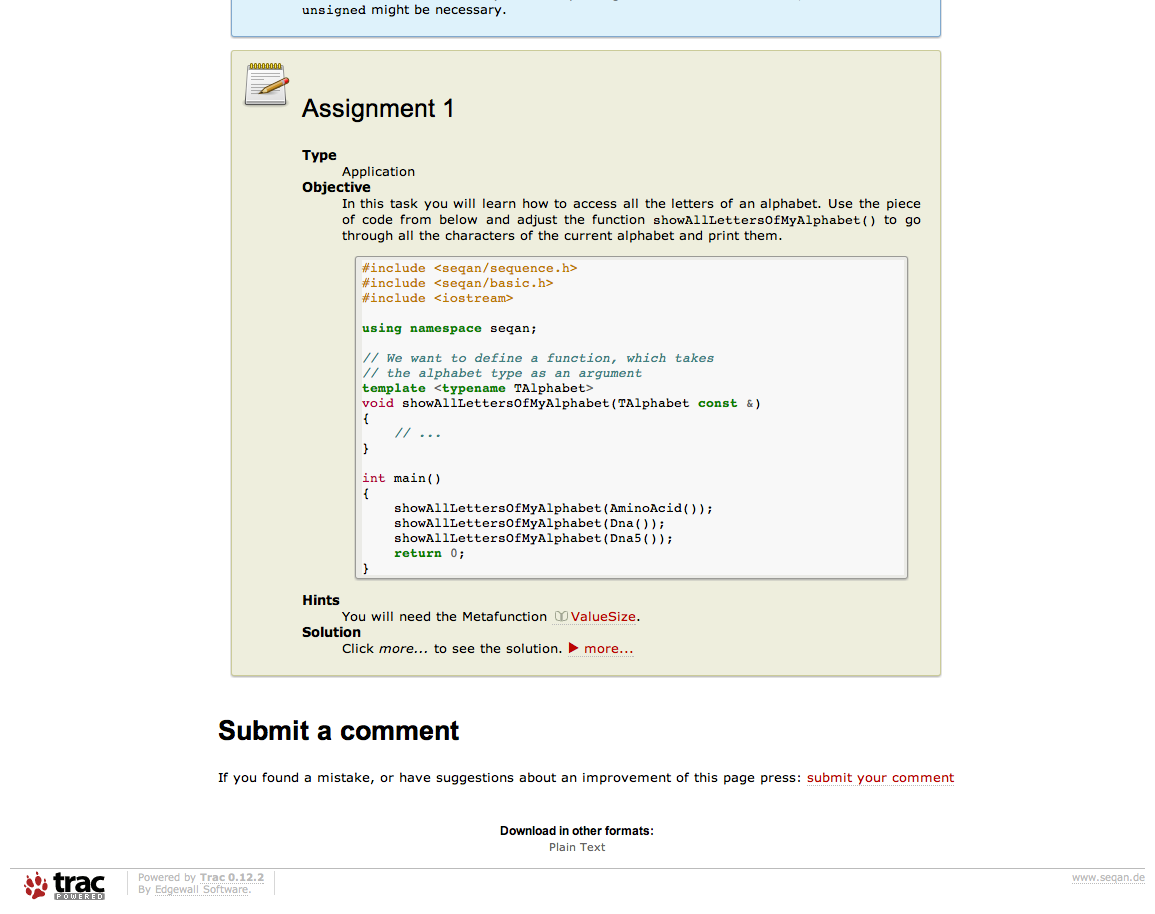 unsigned might be necessary.
Assignment 1
Type
Application
Objective
In this task you will learn how to access all the letters of an alphabet. Use the piece
of code from below and adjust the function showAllLettersOfMyAlphabet() to go
through all the characters of the current alphabet and print them.
#include <seqan/sequence.h>
#include <seqan/basic.h>
#include <iostream>
using namespace seqan;
// We want to define a function, which takes
// the alphabet type as an argument
template <typename TAlphabet>
void showAllLettersOfMyAlphabet(TAlphabet const &)
{
    // ...
}
int main()
{
    showAllLettersOfMyAlphabet(AminoAcid());
    showAllLettersOfMyAlphabet(Dna());
    showAllLettersOfMyAlphabet(Dna5());
    return 0;
}
Hints
You will need the Metafunction ValueSize.
Solution
Click more... to see the solution. more...
Submit a comment
If you found a mistake, or have suggestions about an improvement of this page press: submit your comment
Download in other formats:
Plain Text
trac
POWERED
Powered by Trac 0.12.2
By Edgewall Software.
www.seqan.de